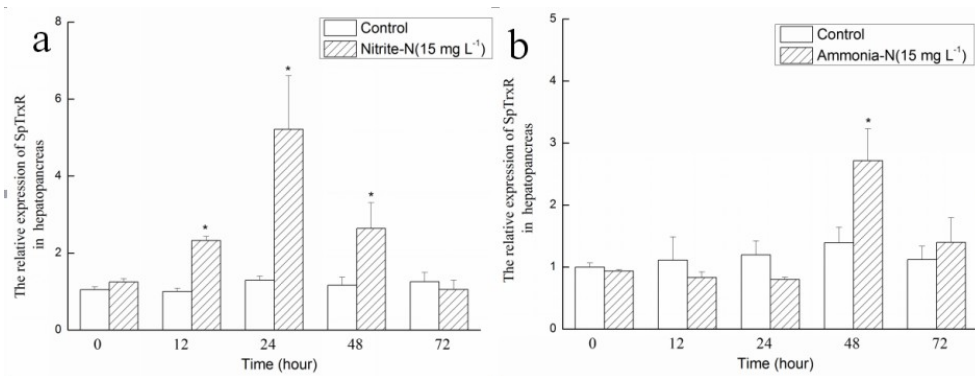 a
Control
Nitrite-N(15 mg L⁻¹)
The relative expression of SpTrxR
in hepatopancreas
8
6
4
2
0
*
*
*
0 12 24 48 72
Time (hour)
b
Control
Ammonia-N(15 mg L⁻¹)
The relative expression of SpTrxR
in hepatopancreas
5
4
3
2
1
0
*
0 12 24 48 72
Time (hour)